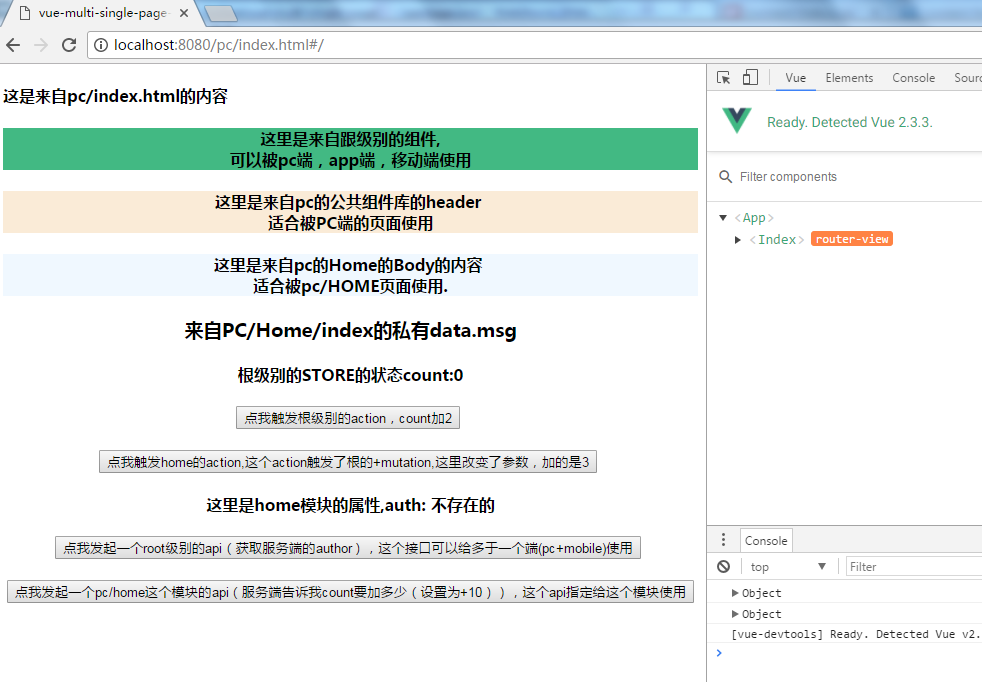 vue-multi-single-page-
localhost:8080/pc/index.html#/
这是来自pc/index.html的内容
这里是来自跟级别的组件,
可以被pc端，app端，移动端使用
这里是来自pc的公共组件库的header
适合被PC端的页面使用
这里是来自pc的Home的Body的内容
适合被pc/HOME页面使用.
来自PC/Home/index的私有data.msg
根级别的STORE的状态count:0
点我触发根级别的action，count加2
点我触发home的action,这个action触发了根的+mutation,这里改变了参数，加的是3
这里是home模块的属性,auth: 不存在的
点我发起一个root级别的api（获取服务端的author），这个接口可以给多于一个端(pc+mobile)使用
点我发起一个pc/home这个模块的api（服务端告诉我count要加多少（设置为+10）），这个api指定给这个模块使用
Vue Elements Console Sour
Ready. Detected Vue 2.3.3.
Filter components
<App>
<Index> router-view
Console
top Filter
Object
Object
[vue-devtools] Ready. Detected Vue v2.